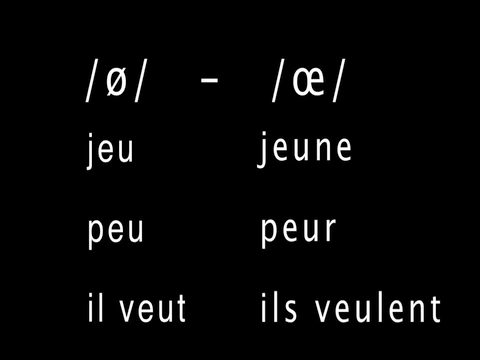 /ø/ – /œ/
jeu jeune
peu peur
il veut ils veulent